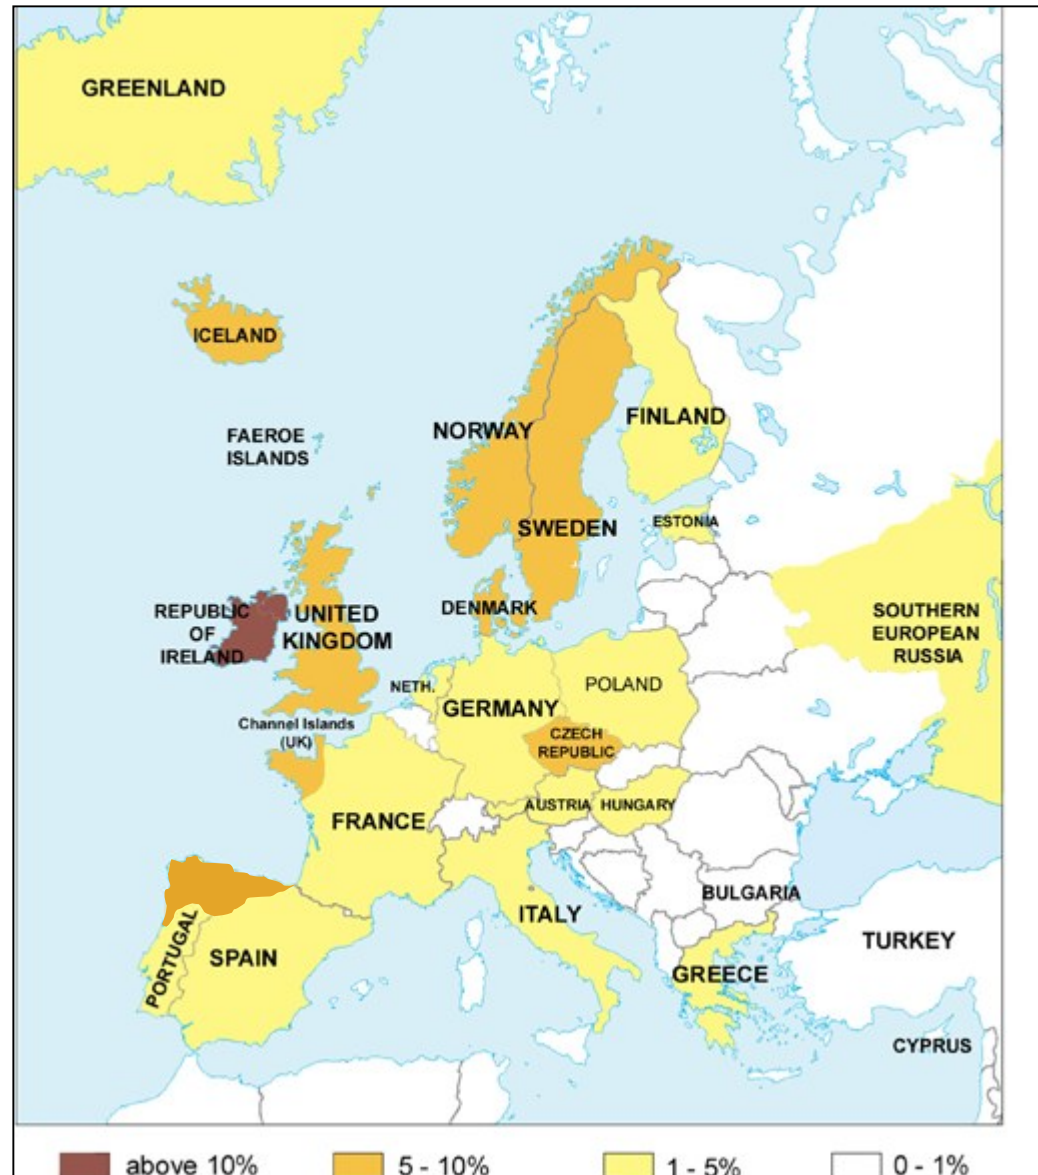 GREENLAND
ICELAND
FAEROE
ISLANDS
NORWAY
FINLAND
SWEDEN
ESTONIA
DENMARK
REPUBLIC
OF
IRELAND
UNITED
KINGDOM
SOUTHERN
EUROPEAN
RUSSIA
NETH.
GERMANY
POLAND
Channel Islands
(UK)
CZECH
REPUBLIC
FRANCE
AUSTRIA
HUNGARY
BULGARIA
ITALY
PORTUGAL
SPAIN
GREECE
TURKEY
CYPRUS
above 10%
5 - 10%
1 - 5%
0 - 1%